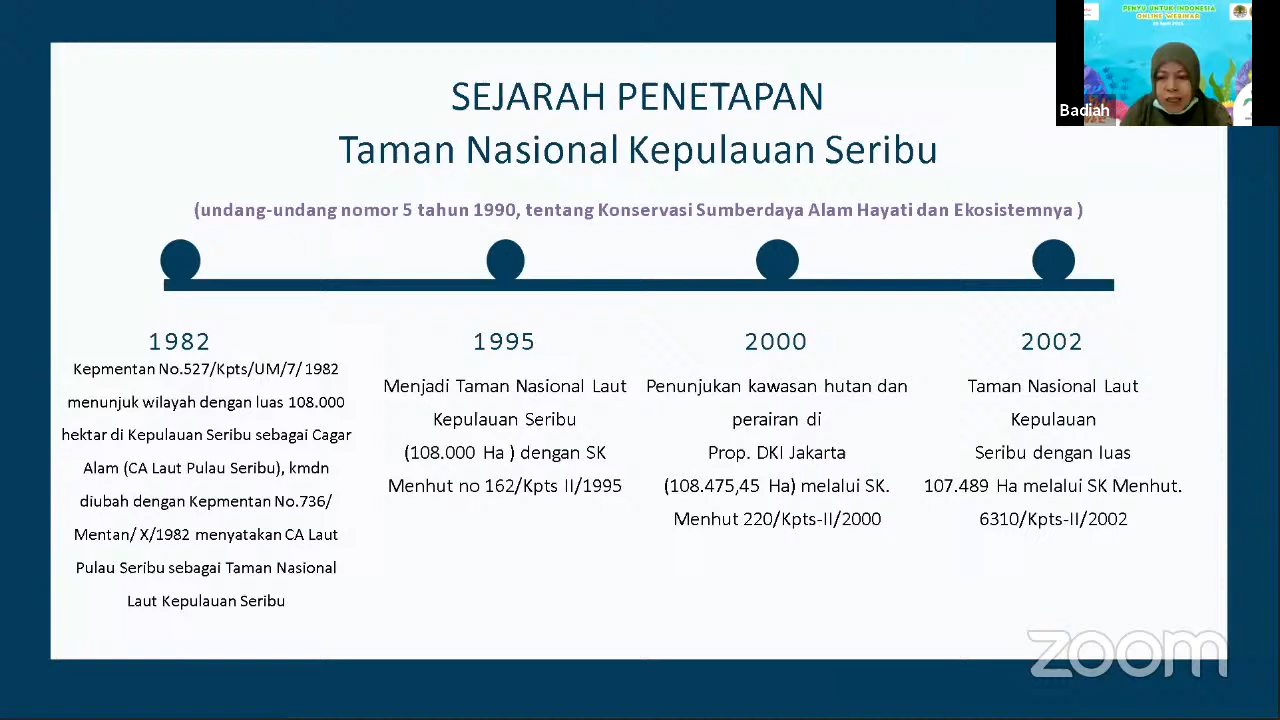 SEJARAH PENETAPAN
Taman Nasional Kepulauan Seribu
(undang-undang nomor 5 tahun 1990, tentang Konservasi Sumberdaya Alam Hayati dan Ekosistemnya )
1982
Kepmentan No.527/Kpts/UM/7/ 1982
menunjuk wilayah dengan luas 108.000
hektar di Kepulauan Seribu sebagai Cagar
Alam (CA Laut Pulau Seribu), kmdn
diubah dengan Kepmentan No.736/
Mentan/ X/1982 menyatakan CA Laut
Pulau Seribu sebagai Taman Nasional
Laut Kepulauan Seribu
1995
Menjadi Taman Nasional Laut
Kepulauan Seribu
(108.000 Ha ) dengan SK
Menhut no 162/Kpts II/1995
2000
Penunjukan kawasan hutan dan
perairan di
Prop. DKI Jakarta
(108.475,45 Ha) melalui SK.
Menhut 220/Kpts-II/2000
2002
Taman Nasional Laut
Kepulauan
Seribu dengan luas
107.489 Ha melalui SK Menhut.
6310/Kpts-II/2002
PENYU UNTUK INDONESIA
ONLINE WEBINAR
Badiah
zoom